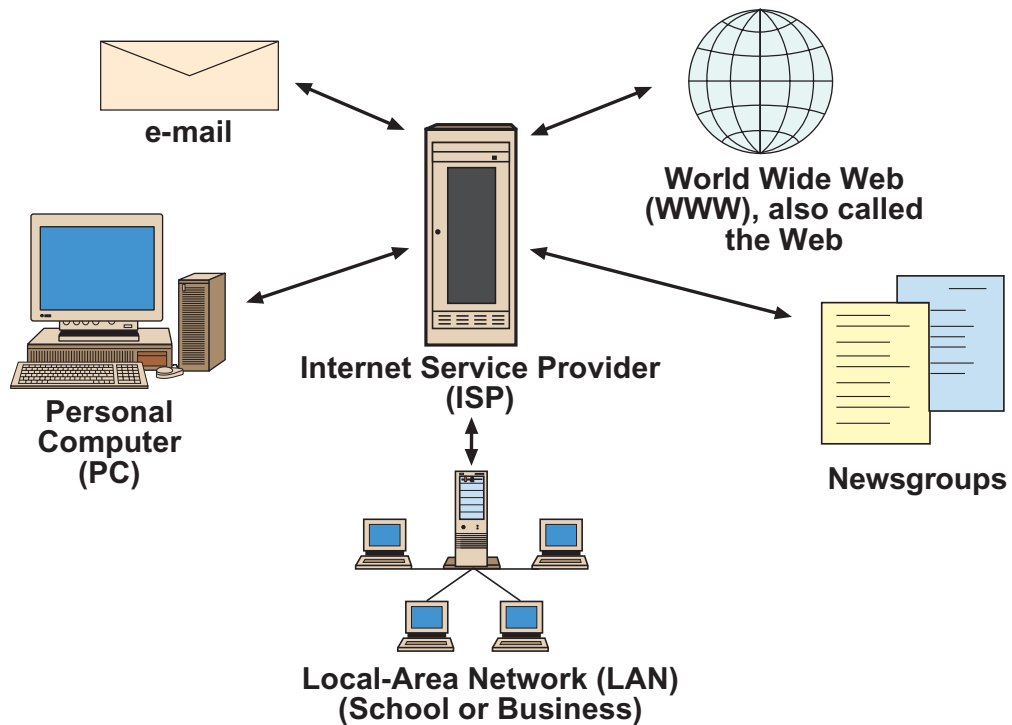 e-mail
World Wide Web
(WWW), also called
the Web
Internet Service Provider
(ISP)
Personal
Computer
(PC)
Newsgroups
Local-Area Network (LAN)
(School or Business)